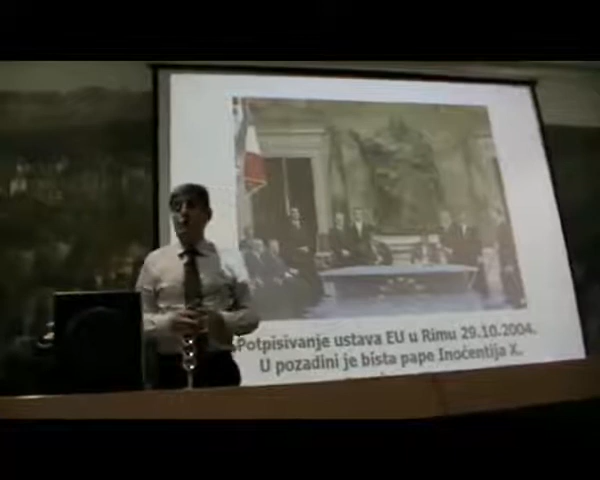 Potpisivanje ustava EU u Rimu 29.10.2004.
U pozadini je bista pape Inoćentija X.